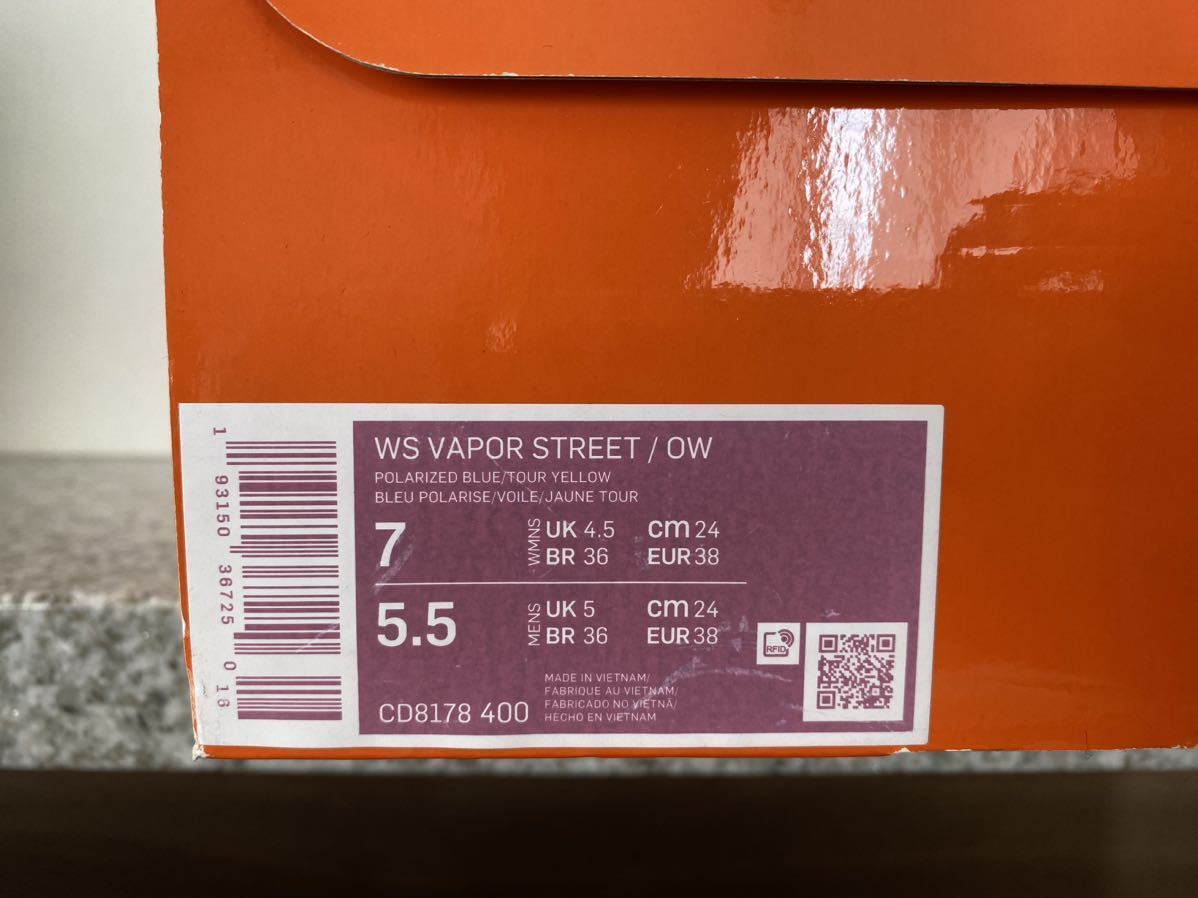 WS VAPOR STREET / OW
POLARIZED BLUE/TOUR YELLOW
BLEU POLARISE/VOILE/JAUNE TOUR
7 WMNS UK 4.5 cm 24
BR 36 EUR 38
5.5 MENS UK 5 cm 24
BR 36 EUR 38
CD8178 400
MADE IN VIETNAM/
FABRIQUE AU VIETNAM/
FABRICADO NO VIETNÃ/
HECHO EN VIETNAM
RFID
1 93150 36725 0 16